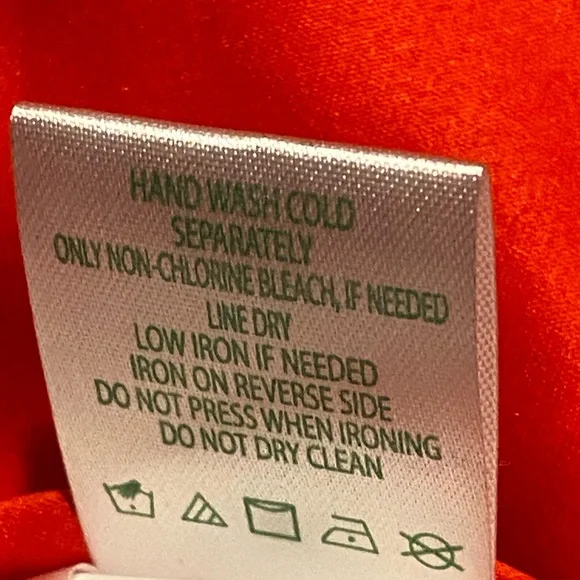 HAND WASH COLD
SEPARATELY
ONLY NON-CHLORINE BLEACH, IF NEEDED
LINE DRY
LOW IRON IF NEEDED
IRON ON REVERSE SIDE
DO NOT PRESS WHEN IRONING
DO NOT DRY CLEAN